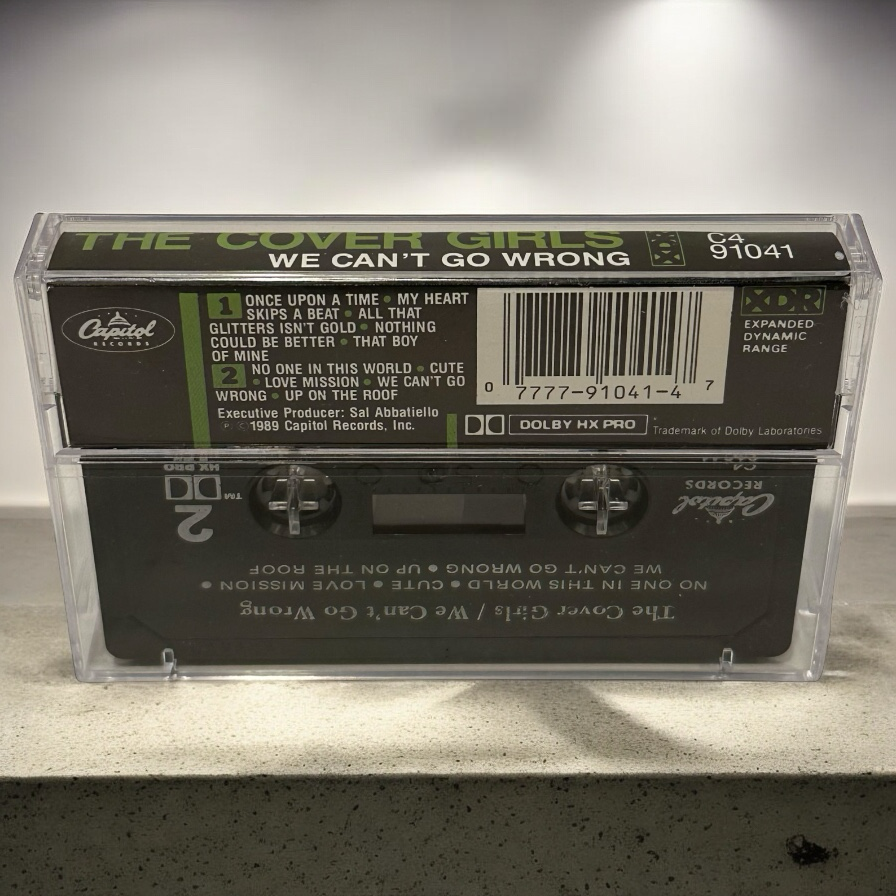 THE COVER GIRLS
WE CAN'T GO WRONG
C4
91041
Capitol
RECORDS
1 ONCE UPON A TIME • MY HEART
SKIPS A BEAT • ALL THAT
GLITTERS ISN'T GOLD • NOTHING
COULD BE BETTER • THAT BOY
OF MINE
2 NO ONE IN THIS WORLD • CUTE
• LOVE MISSION • WE CAN'T GO
WRONG • UP ON THE ROOF
Executive Producer: Sal Abbatiello
℗ © 1989 Capitol Records, Inc.
0 7777-91041-4 7
XDR
EXPANDED
DYNAMIC
RANGE
DOLBY HX PRO
Trademark of Dolby Laboratories
The Cover Girls / We Can't Go Wrong
NO ONE IN THIS WORLD • CUTE • LOVE MISSION •
WE CAN'T GO WRONG • UP ON THE ROOF
Capitol
RECORDS
C4
2
TM
HX PRO